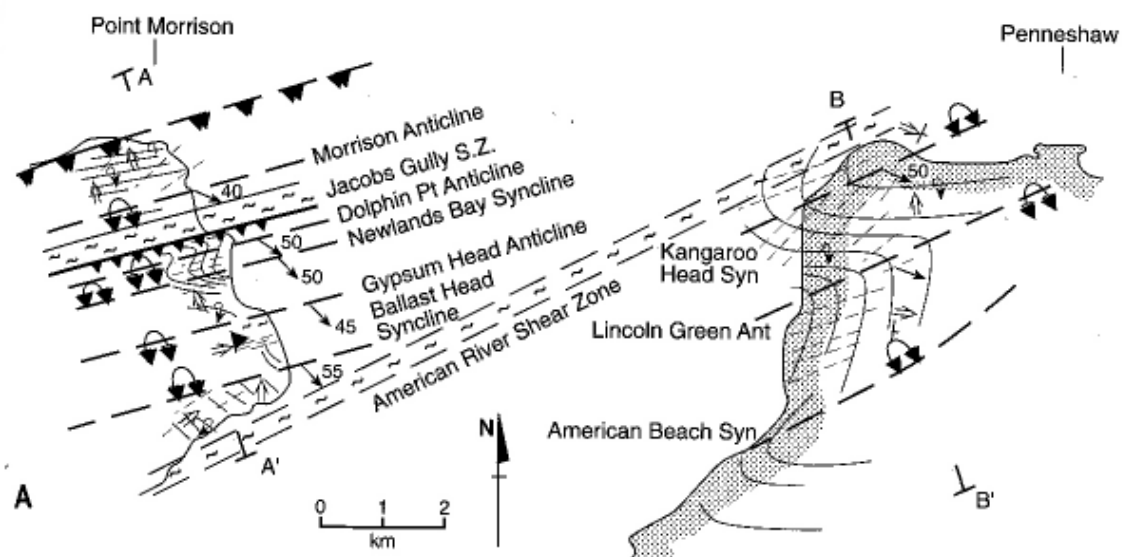 Point Morrison
Penneshaw
A
B
Morrison Anticline
Jacobs Gully S.Z.
Dolphin Pt Anticline
Newlands Bay Syncline
40
50
50
50
Gypsum Head Anticline
Ballast Head
Syncline
45
55
American River Shear Zone
Kangaroo
Head Syn
Lincoln Green Ant
American Beach Syn
A'
N
B'
A
0 1 2
km